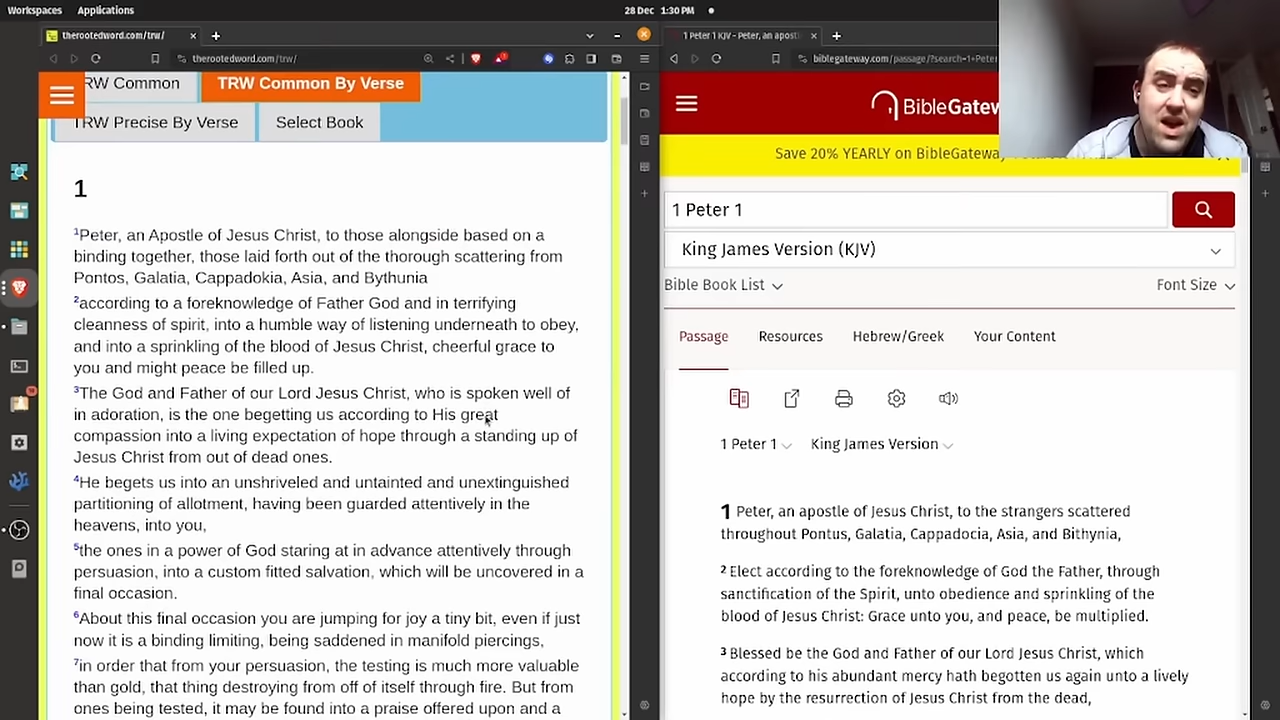 Workspaces Applications 28 Dec 1:30 PM
therootedword.com/trw/
therootedword.com/trw/
RW Common TRW Common By Verse
TRW Precise By Verse Select Book
1
1Peter, an Apostle of Jesus Christ, to those alongside based on a
binding together, those laid forth out of the thorough scattering from
Pontos, Galatia, Cappadokia, Asia, and Bythunia
2according to a foreknowledge of Father God and in terrifying
cleanness of spirit, into a humble way of listening underneath to obey,
and into a sprinkling of the blood of Jesus Christ, cheerful grace to
you and might peace be filled up.
3The God and Father of our Lord Jesus Christ, who is spoken well of
in adoration, is the one begetting us according to His great
compassion into a living expectation of hope through a standing up of
Jesus Christ from out of dead ones.
4He begets us into an unshriveled and untainted and unextinguished
partitioning of allotment, having been guarded attentively in the
heavens, into you,
5the ones in a power of God staring at in advance attentively through
persuasion, into a custom fitted salvation, which will be uncovered in a
final occasion.
6About this final occasion you are jumping for joy a tiny bit, even if just
now it is a binding limiting, being saddened in manifold piercings,
7in order that from your persuasion, the testing is much more valuable
than gold, that thing destroying from off of itself through fire. But from
ones being tested, it may be found into a praise offered upon and a
1 Peter 1 KJV - Peter, an apostl
biblegateway.com/passage/?search=1+Peter
BibleGatew
Save 20% YEARLY on BibleGateway
1 Peter 1
King James Version (KJV)
Bible Book List Font Size
Passage Resources Hebrew/Greek Your Content
1 Peter 1 King James Version
1 Peter, an apostle of Jesus Christ, to the strangers scattered
throughout Pontus, Galatia, Cappadocia, Asia, and Bithynia,
2 Elect according to the foreknowledge of God the Father, through
sanctification of the Spirit, unto obedience and sprinkling of the
blood of Jesus Christ: Grace unto you, and peace, be multiplied.
3 Blessed be the God and Father of our Lord Jesus Christ, which
according to his abundant mercy hath begotten us again unto a lively
hope by the resurrection of Jesus Christ from the dead,